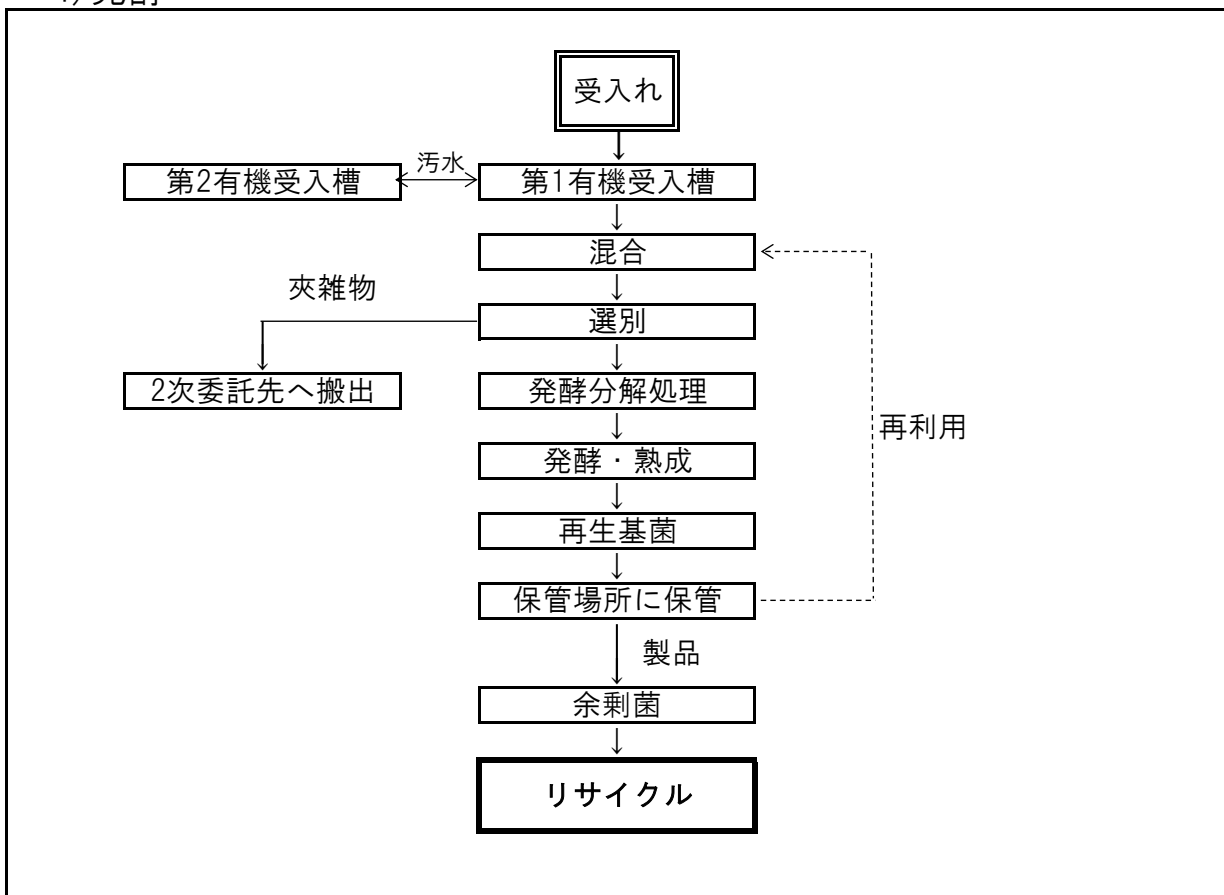 受入れ
汚水
第2有機受入槽
第1有機受入槽
混合
夾雑物
選別
2次委託先へ搬出
発酵分解処理
再利用
発酵・熟成
再生基菌
保管場所に保管
製品
余剰菌
リサイクル